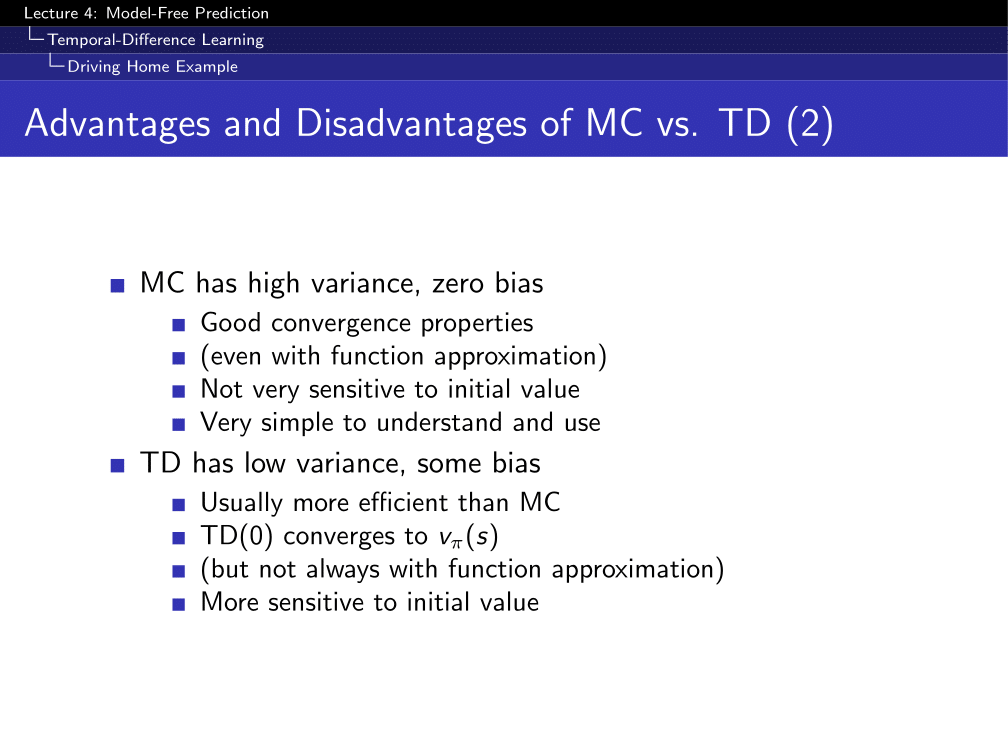 Lecture 4: Model-Free Prediction
Temporal-Difference Learning
Driving Home Example
Advantages and Disadvantages of MC vs. TD (2)
MC has high variance, zero bias
Good convergence properties
(even with function approximation)
Not very sensitive to initial value
Very simple to understand and use
TD has low variance, some bias
Usually more efficient than MC
TD(0) converges to vπ(s)
(but not always with function approximation)
More sensitive to initial value